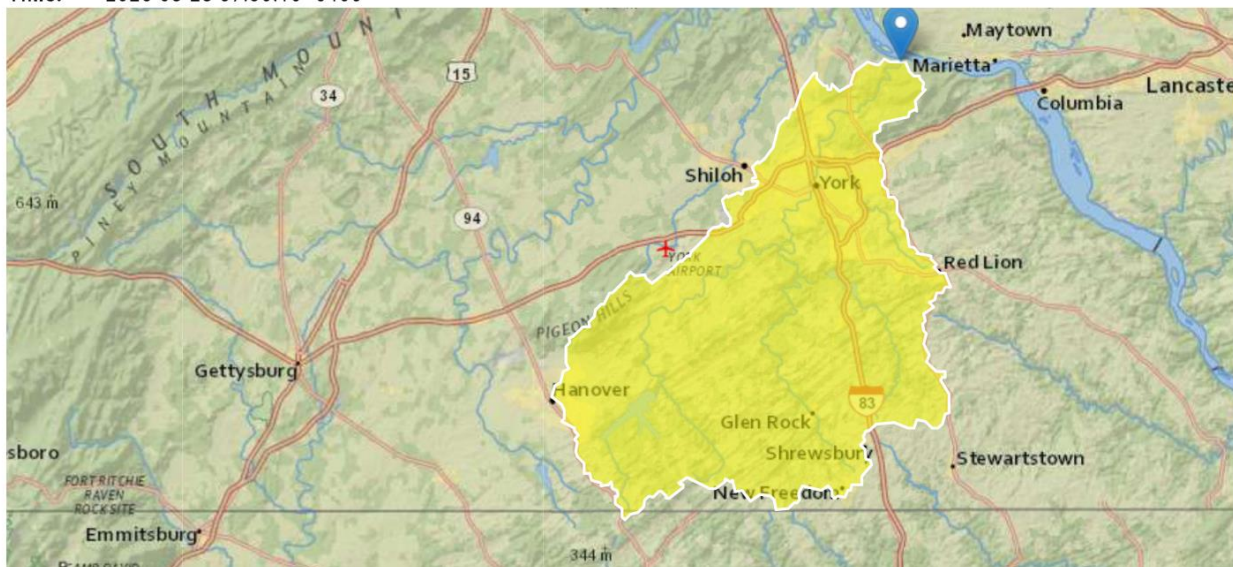 Maytown
Marietta
Columbia
Lancaste
15
34
SOUTH MOUNT
PINEY MOUNTAIN
Shiloh
York
643 m
94
YORK
AIRPORT
Red Lion
PIGEON HILLS
Gettysburg
Hanover
83
Glen Rock
Shrewsbury
sboro
Stewartstown
FORT RITCHIE
RAVEN
ROCK SITE
New Freedom
Emmitsburg
344 m